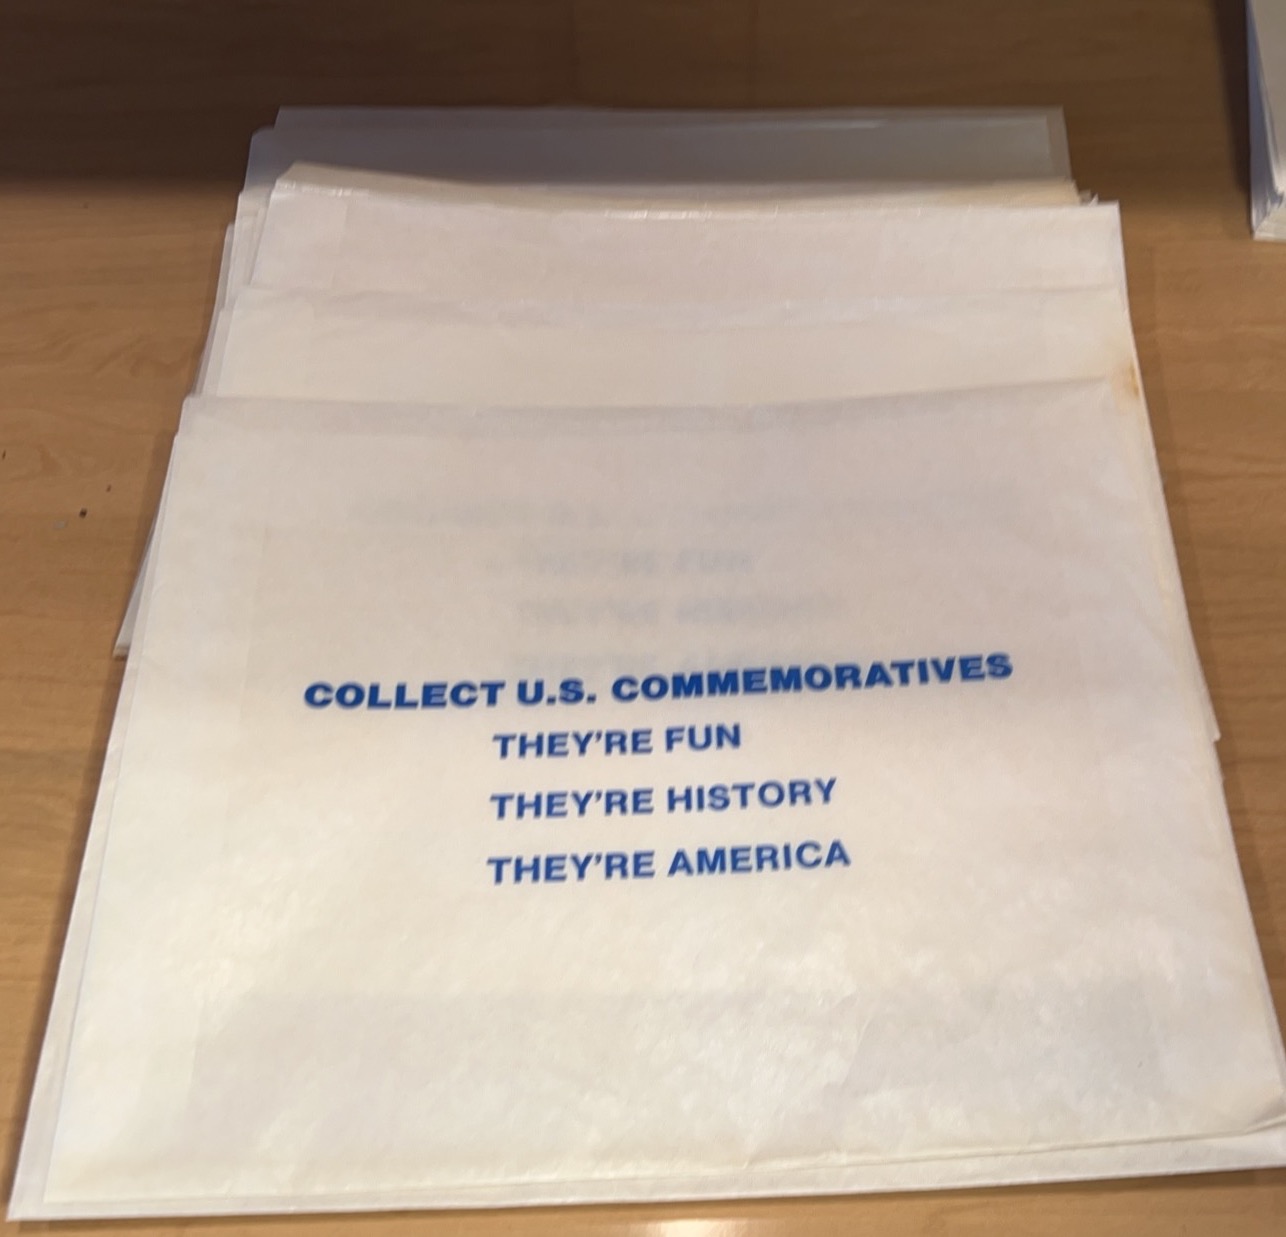 COLLECT U.S. COMMEMORATIVES
THEY'RE FUN
THEY'RE HISTORY
THEY'RE AMERICA